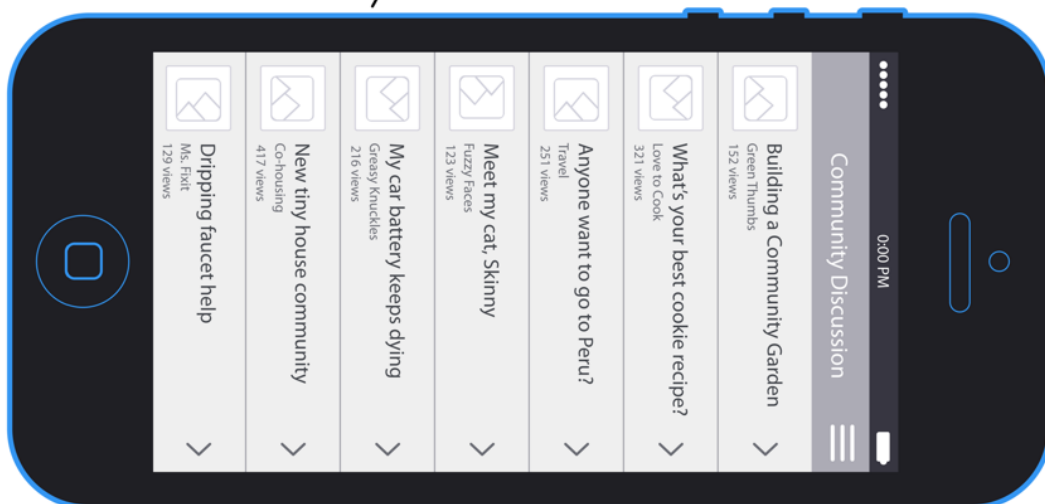 0:00 PM
Community Discussion
Building a Community Garden
Green Thumbs
152 views
What's your best cookie recipe?
Love to Cook
321 views
Anyone want to go to Peru?
Travel
251 views
Meet my cat, Skinny
Fuzzy Faces
123 views
My car battery keeps dying
Greasy Knuckles
216 views
New tiny house community
Co-housing
417 views
Dripping faucet help
Ms. Fixit
129 views